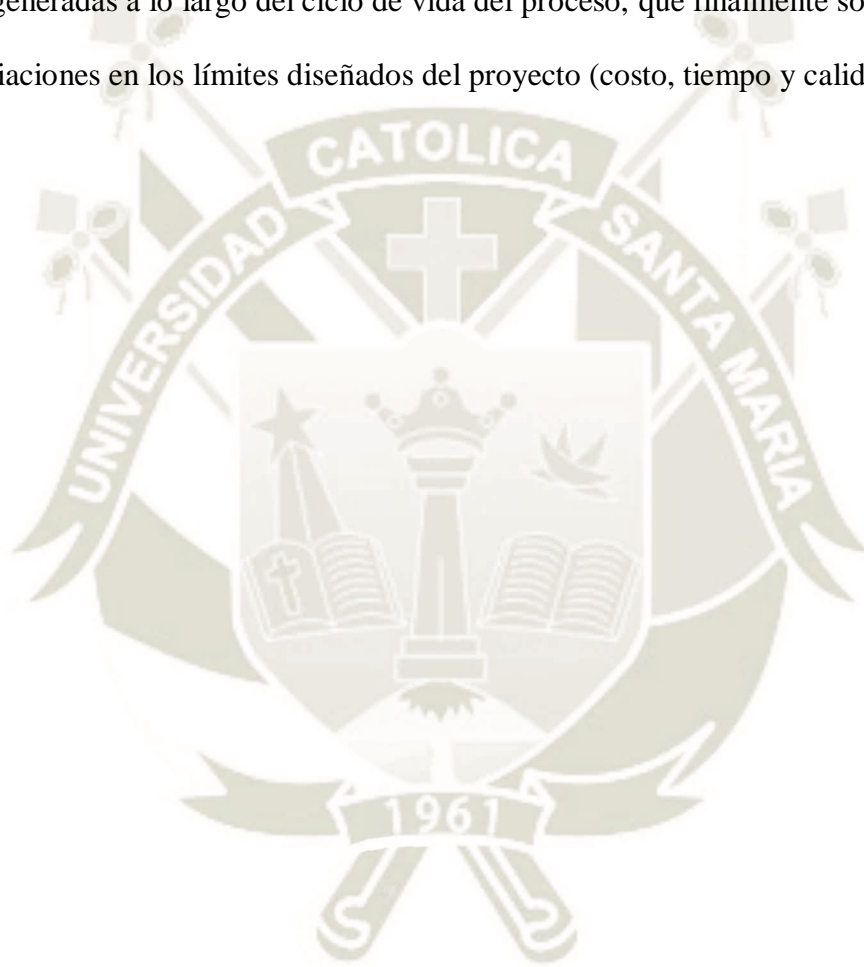 generadas a lo largo del ciclo de vida del proceso, que finalmente so
iaciones en los límites diseñados del proyecto (costo, tiempo y calid
CATOLICA
UNIVERSIDAD
SANTA MARIA
1961